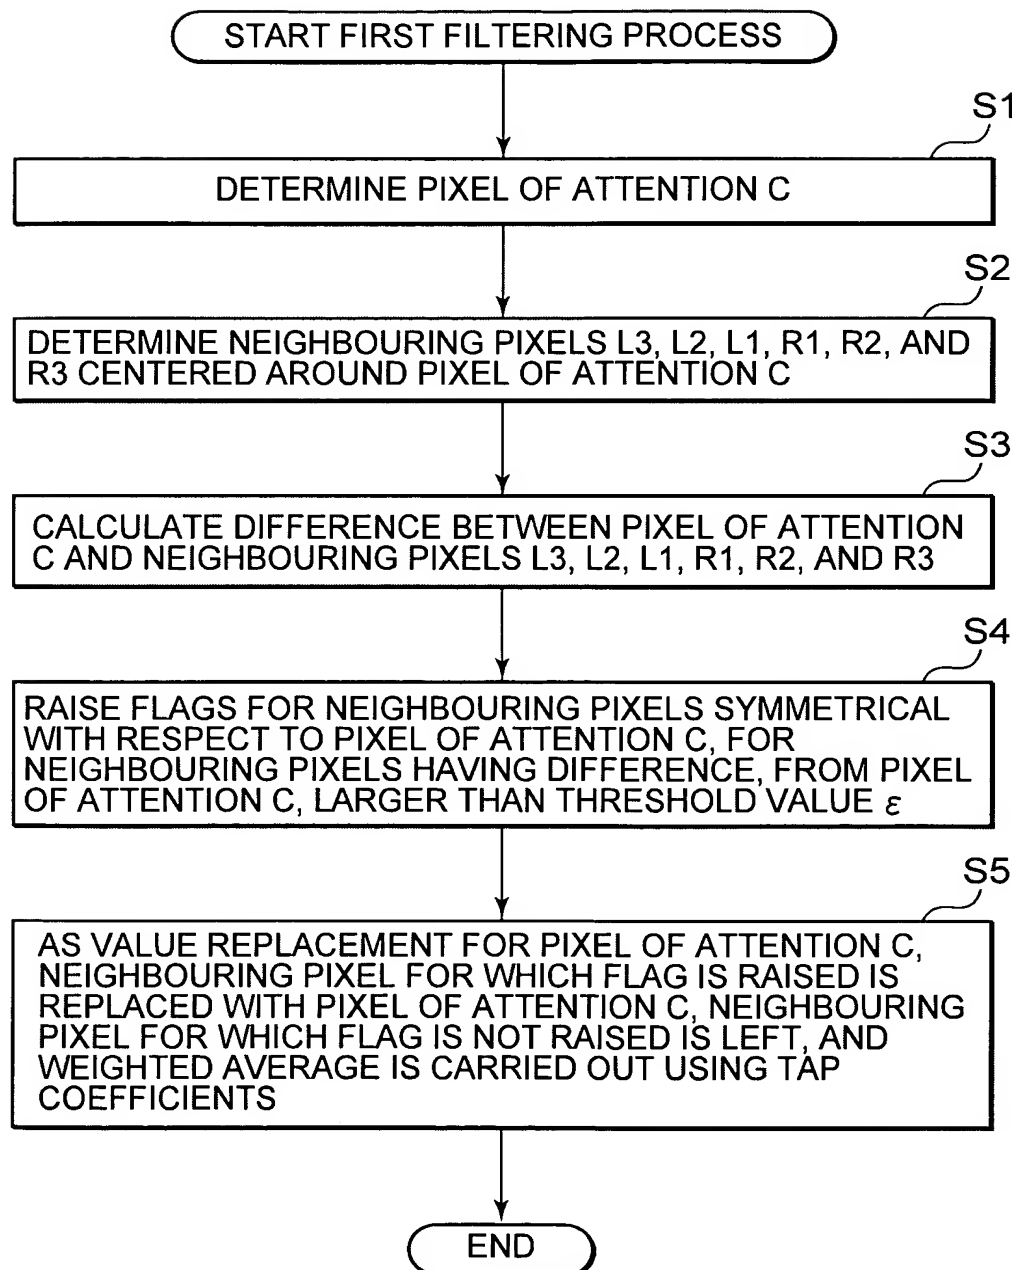 START FIRST FILTERING PROCESS
S1
DETERMINE PIXEL OF ATTENTION C
S2
DETERMINE NEIGHBOURING PIXELS L3, L2, L1, R1, R2, AND
R3 CENTERED AROUND PIXEL OF ATTENTION C
S3
CALCULATE DIFFERENCE BETWEEN PIXEL OF ATTENTION
C AND NEIGHBOURING PIXELS L3, L2, L1, R1, R2, AND R3
S4
RAISE FLAGS FOR NEIGHBOURING PIXELS SYMMETRICAL
WITH RESPECT TO PIXEL OF ATTENTION C, FOR
NEIGHBOURING PIXELS HAVING DIFFERENCE, FROM PIXEL
OF ATTENTION C, LARGER THAN THRESHOLD VALUE ε
S5
AS VALUE REPLACEMENT FOR PIXEL OF ATTENTION C,
NEIGHBOURING PIXEL FOR WHICH FLAG IS RAISED IS
REPLACED WITH PIXEL OF ATTENTION C, NEIGHBOURING
PIXEL FOR WHICH FLAG IS NOT RAISED IS LEFT, AND
WEIGHTED AVERAGE IS CARRIED OUT USING TAP
COEFFICIENTS
END